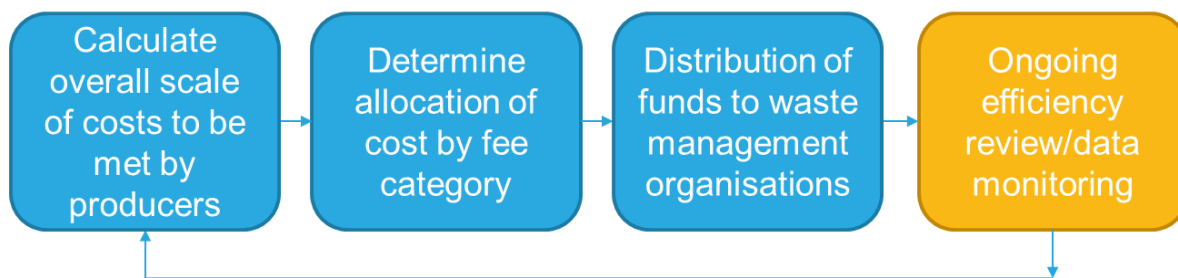 Calculate
overall scale
of costs to be
met by
producers
Determine
allocation of
cost by fee
category
Distribution of
funds to waste
management
organisations
Ongoing
efficiency
review/data
monitoring